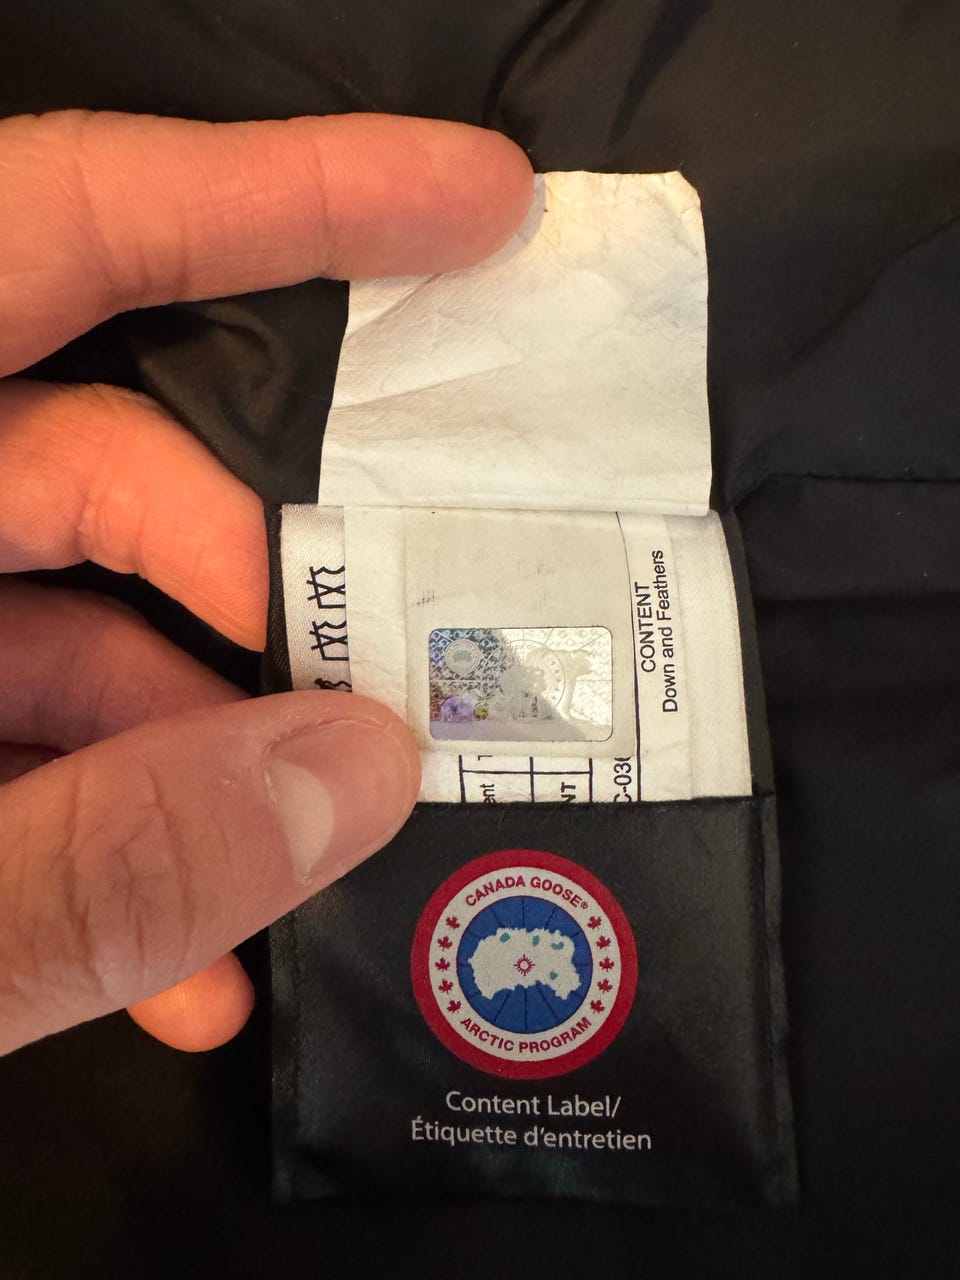 CONTENT
Down and Feathers
CANADA GOOSE®
ARCTIC PROGRAM
Content Label/
Étiquette d'entretien